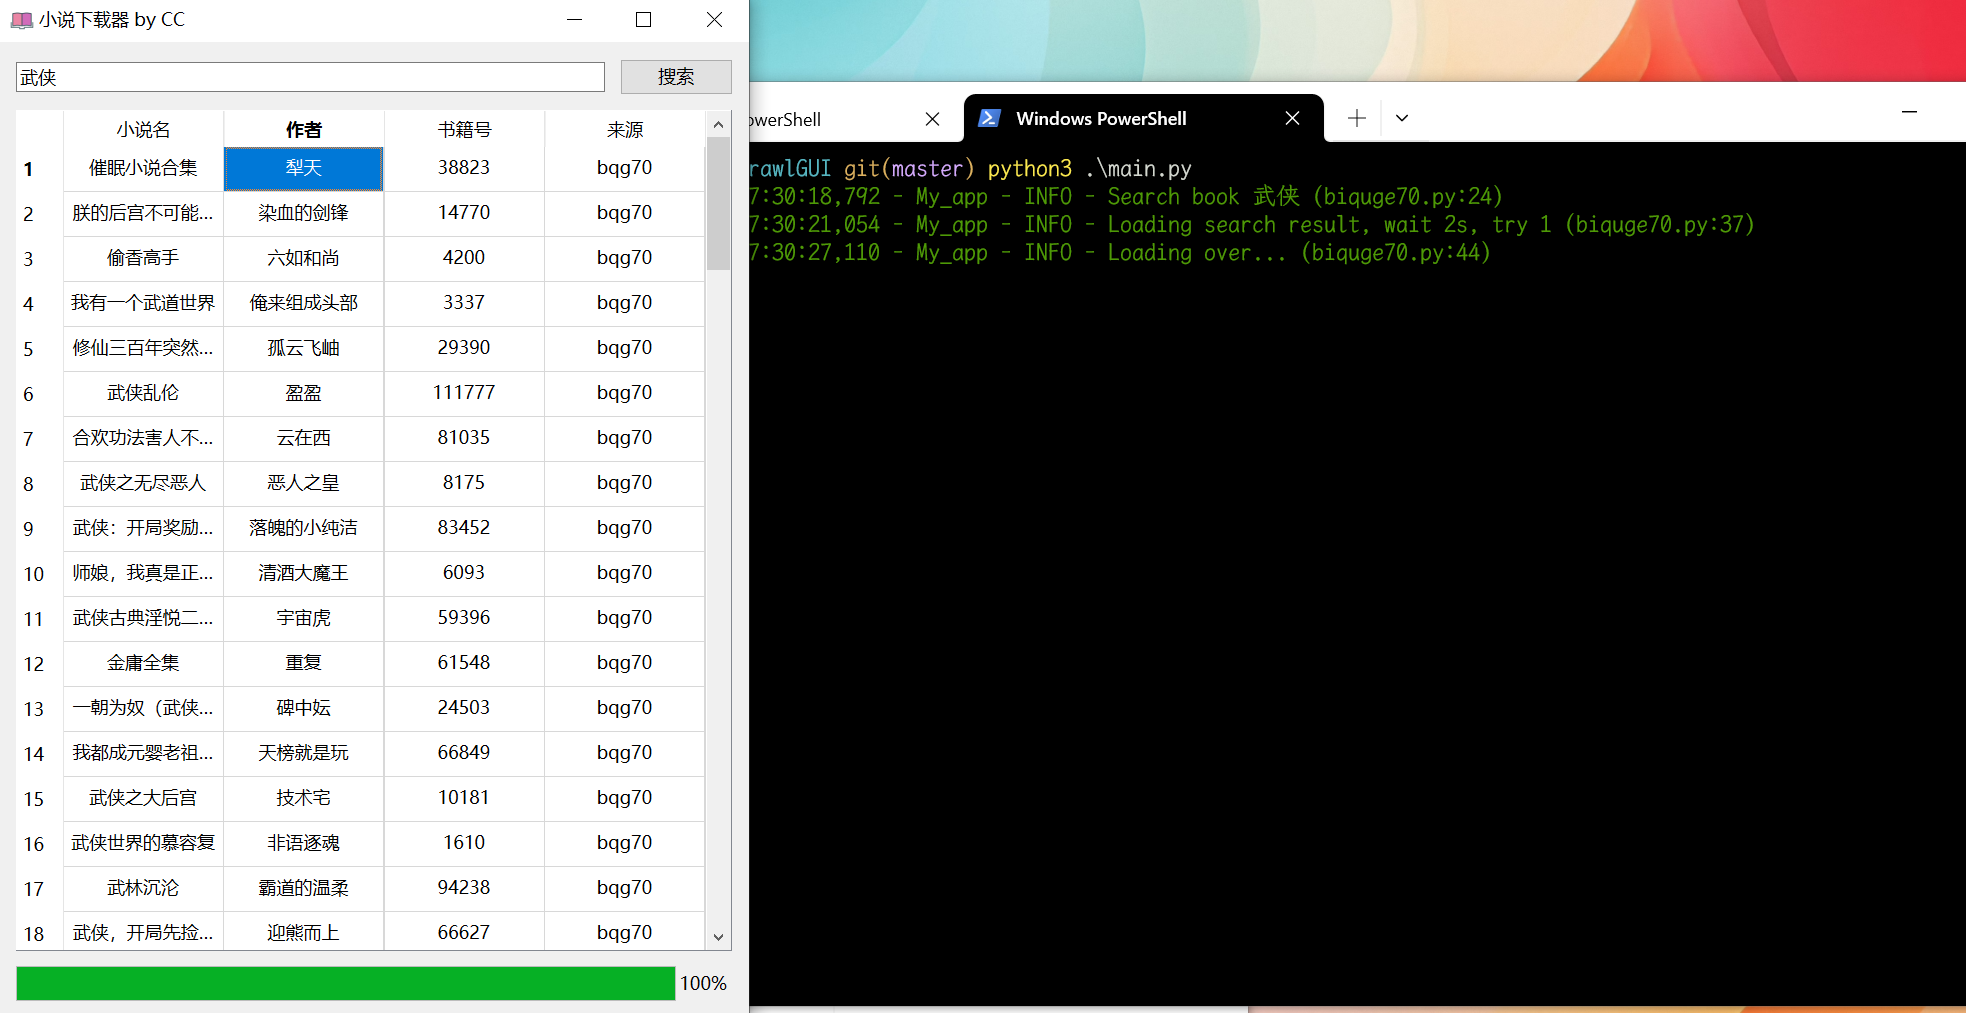 小说下载器 by CC
武侠
搜索
小说名 作者 书籍号 来源
1 催眠小说合集 犁天 38823 bqg70
2 朕的后宫不可能... 染血的剑锋 14770 bqg70
3 偷香高手 六如和尚 4200 bqg70
4 我有一个武道世界 俺来组成头部 3337 bqg70
5 修仙三百年突然... 孤云飞岫 29390 bqg70
6 武侠乱伦 盈盈 111777 bqg70
7 合欢功法害人不... 云在西 81035 bqg70
8 武侠之无尽恶人 恶人之皇 8175 bqg70
9 武侠：开局奖励... 落魄的小纯洁 83452 bqg70
10 师娘，我真是正... 清酒大魔王 6093 bqg70
11 武侠古典淫悦二... 宇宙虎 59396 bqg70
12 金庸全集 重复 61548 bqg70
13 一朝为奴（武侠... 碑中妘 24503 bqg70
14 我都成元婴老祖... 天榜就是玩 66849 bqg70
15 武侠之大后宫 技术宅 10181 bqg70
16 武侠世界的慕容复 非语逐魂 1610 bqg70
17 武林沉沦 霸道的温柔 94238 bqg70
18 武侠，开局先捡... 迎熊而上 66627 bqg70
100%
owerShell
Windows PowerShell
rawlGUI git(master) python3 .\main.py
7:30:18,792 - My_app - INFO - Search book 武侠 (biquge70.py:24)
7:30:21,054 - My_app - INFO - Loading search result, wait 2s, try 1 (biquge70.py:37)
7:30:27,110 - My_app - INFO - Loading over... (biquge70.py:44)